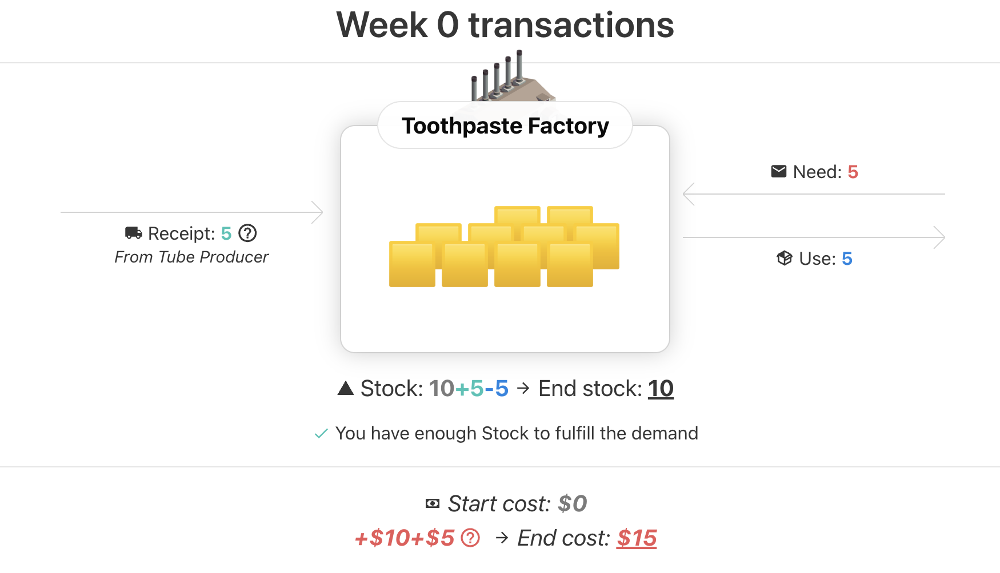 Week 0 transactions
Toothpaste Factory
Need: 5
Receipt: 5 ?
From Tube Producer
Use: 5
Stock: 10+5-5 → End stock: 10
✓ You have enough Stock to fulfill the demand
Start cost: $0
+$10+$5 ? → End cost: $15